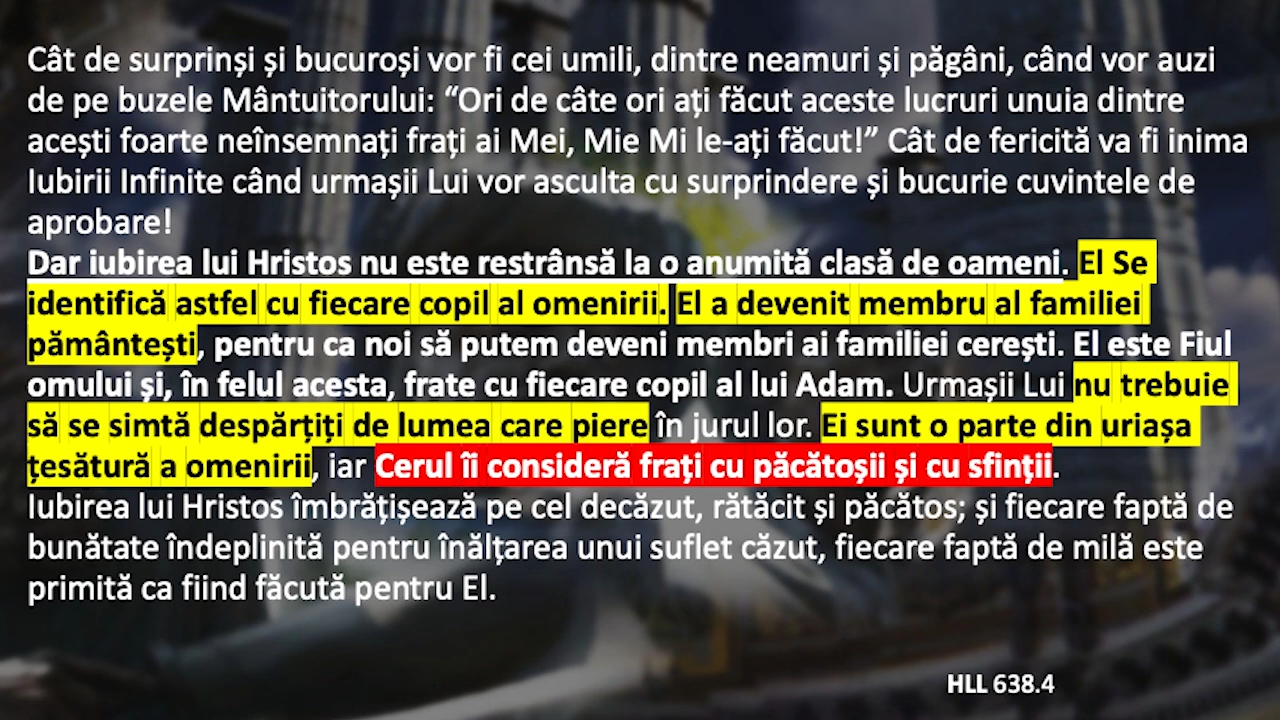 Cât de surprinși și bucuroși vor fi cei umili, dintre neamuri și păgâni, când vor auzi
de pe buzele Mântuitorului: “Ori de câte ori ați făcut aceste lucruri unuia dintre
acești foarte neînsemnați frați ai Mei, Mie Mi le-ați făcut!” Cât de fericită va fi inima
Iubirii Infinite când urmașii Lui vor asculta cu surprindere și bucurie cuvintele de
aprobare!
Dar iubirea lui Hristos nu este restrânsă la o anumită clasă de oameni. El Se
identifică astfel cu fiecare copil al omenirii. El a devenit membru al familiei
pământești, pentru ca noi să putem deveni membri ai familiei cerești. El este Fiul
omului și, în felul acesta, frate cu fiecare copil al lui Adam. Urmașii Lui nu trebuie
să se simtă despărțiți de lumea care piere în jurul lor. Ei sunt o parte din uriașa
țesătură a omenirii, iar Cerul îi consideră frați cu păcătoșii și cu sfinții.
Iubirea lui Hristos îmbrățișează pe cel decăzut, rătăcit și păcătos; și fiecare faptă de
bunătate îndeplinită pentru înălțarea unui suflet căzut, fiecare faptă de milă este
primită ca fiind făcută pentru El.
HLL 638.4